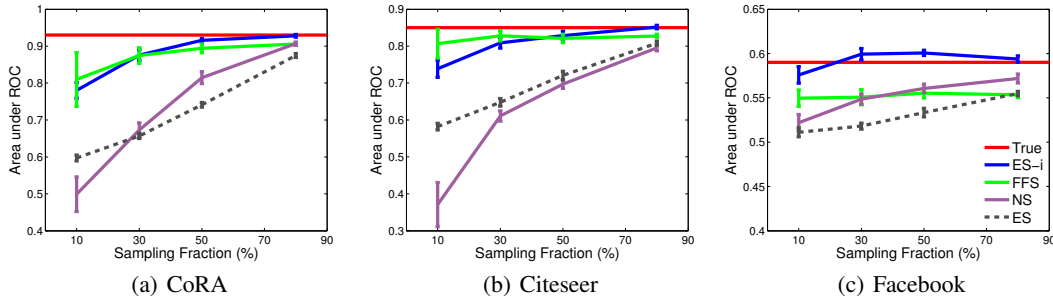 Area under ROC
1
0.9
0.8
0.7
0.6
0.5
0.4
10 30 50 70 90
Sampling Fraction (%)
(a) CoRA
Area under ROC
0.9
0.8
0.7
0.6
0.5
0.4
0.3
10 30 50 70 90
Sampling Fraction (%)
(b) Citeseer
Area under ROC
0.65
0.6
0.55
0.5
0.45
0.4
10 30 50 70 90
Sampling Fraction (%)
True
ES-i
FFS
NS
ES
(c) Facebook